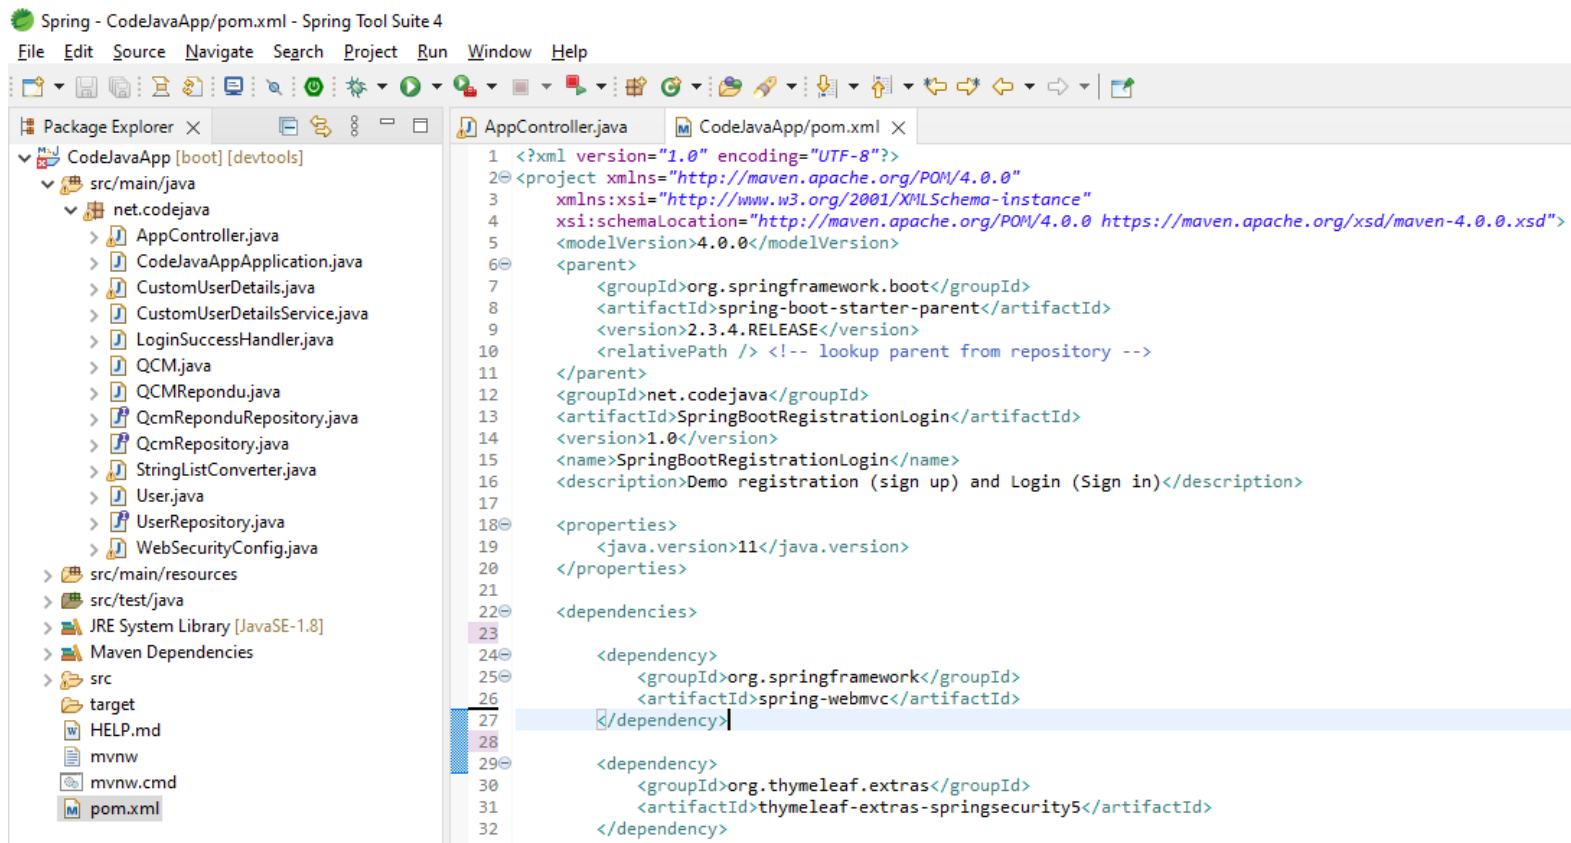 Spring - CodeJavaApp/pom.xml - Spring Tool Suite 4
File Edit Source Navigate Search Project Run Window Help
Package Explorer
CodeJavaApp [boot] [devtools]
src/main/java
net.codejava
AppController.java
CodeJavaAppApplication.java
CustomUserDetails.java
CustomUserDetailsService.java
LoginSuccessHandler.java
QCM.java
QCMRepondu.java
QcmReponduRepository.java
QcmRepository.java
StringListConverter.java
User.java
UserRepository.java
WebSecurityConfig.java
src/main/resources
src/test/java
JRE System Library [JavaSE-1.8]
Maven Dependencies
src
target
HELP.md
mvnw
mvnw.cmd
pom.xml
AppController.java CodeJavaApp/pom.xml
1 <?xml version="1.0" encoding="UTF-8"?>
2 <project xmlns="http://maven.apache.org/POM/4.0.0"
3 xmlns:xsi="http://www.w3.org/2001/XMLSchema-instance"
4 xsi:schemaLocation="http://maven.apache.org/POM/4.0.0 https://maven.apache.org/xsd/maven-4.0.0.xsd">
5 <modelVersion>4.0.0</modelVersion>
6 <parent>
7 <groupId>org.springframework.boot</groupId>
8 <artifactId>spring-boot-starter-parent</artifactId>
9 <version>2.3.4.RELEASE</version>
10 <relativePath /> <!-- lookup parent from repository -->
11 </parent>
12 <groupId>net.codejava</groupId>
13 <artifactId>SpringBootRegistrationLogin</artifactId>
14 <version>1.0</version>
15 <name>SpringBootRegistrationLogin</name>
16 <description>Demo registration (sign up) and Login (Sign in)</description>
17
18 <properties>
19 <java.version>11</java.version>
20 </properties>
21
22 <dependencies>
23
24 <dependency>
25 <groupId>org.springframework</groupId>
26 <artifactId>spring-webmvc</artifactId>
27 </dependency>
28
29 <dependency>
30 <groupId>org.thymeleaf.extras</groupId>
31 <artifactId>thymeleaf-extras-springsecurity5</artifactId>
32 </dependency>